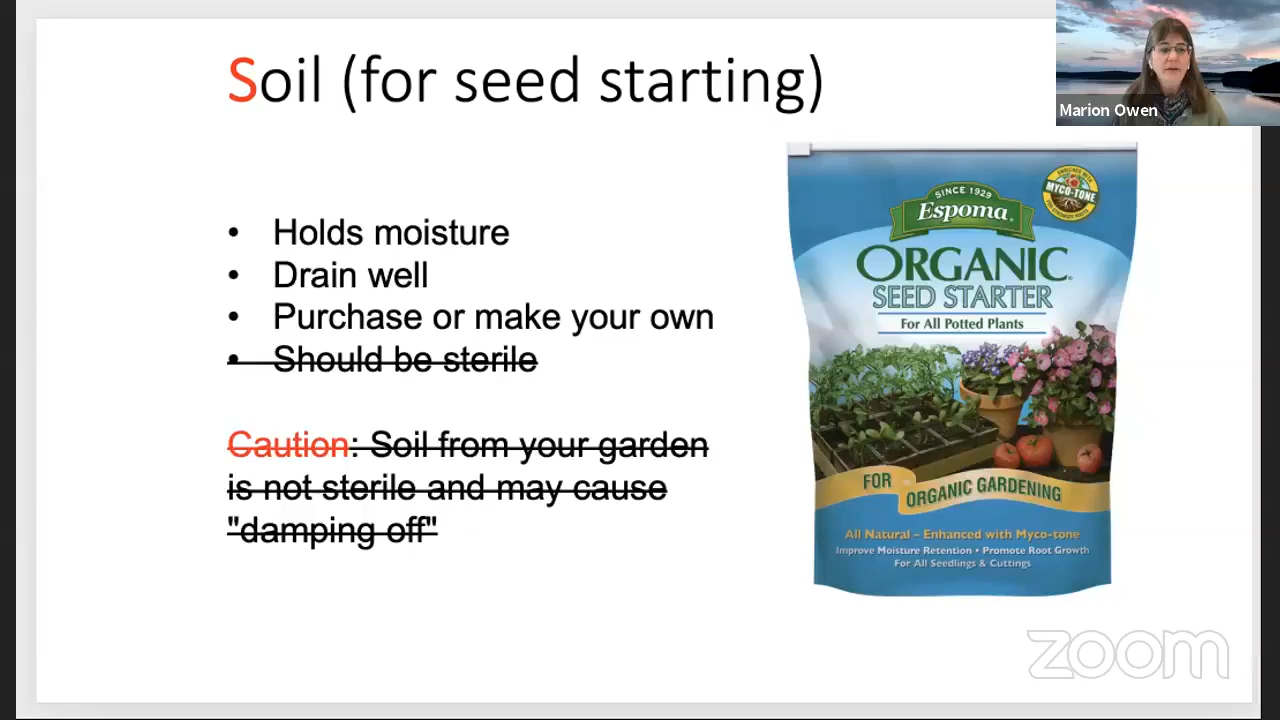 Soil (for seed starting)
Marion Owen
• Holds moisture
• Drain well
• Purchase or make your own
• Should be sterile
Caution: Soil from your garden
is not sterile and may cause
"damping off"
SINCE 1929
Espoma®
ENRICHED WITH
MYCO-TONE
ORGANIC®
SEED STARTER
For All Potted Plants
FOR ORGANIC GARDENING
All Natural – Enhanced with Myco-tone
Improve Moisture Retention • Promote Root Growth
For All Seedlings & Cuttings
zoom